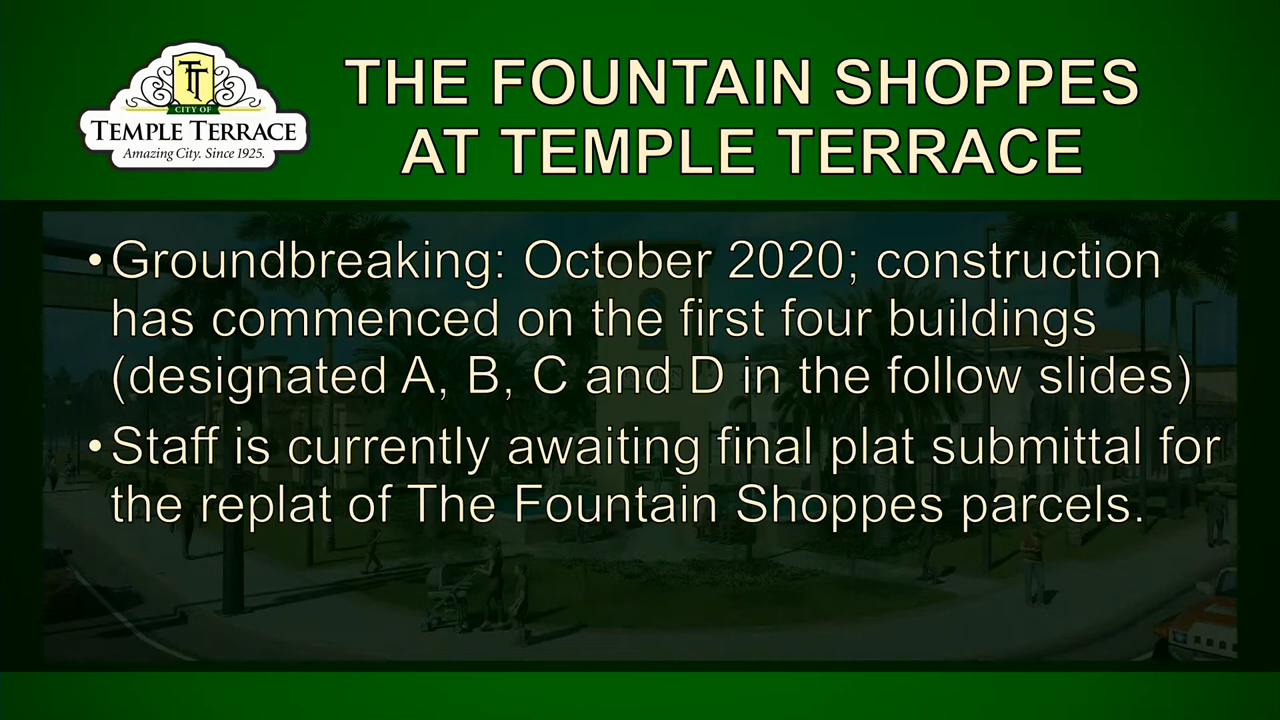 TT
CITY OF
TEMPLE TERRACE
Amazing City. Since 1925.
THE FOUNTAIN SHOPPES
AT TEMPLE TERRACE
•Groundbreaking: October 2020; construction
has commenced on the first four buildings
(designated A, B, C and D in the follow slides)
•Staff is currently awaiting final plat submittal for
the replat of The Fountain Shoppes parcels.